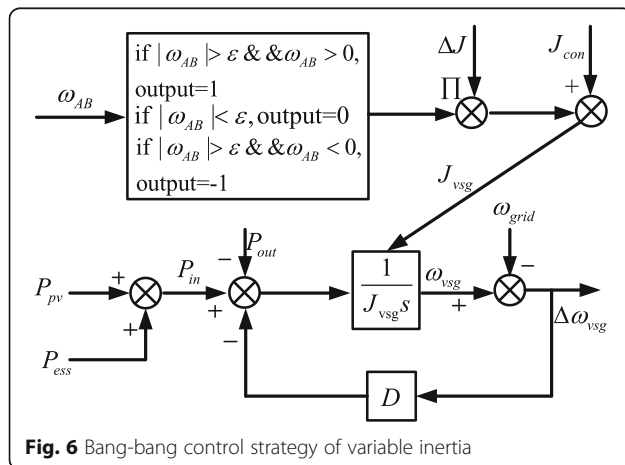 if | ω_AB |> ε & &ω_AB > 0,
output=1
if | ω_AB |< ε, output=0
if | ω_AB |> ε & &ω_AB < 0,
output=-1
ω_AB
ΔJ
J_con
∏
+
J_vsg
ω_grid
−
P_out
−
P_pv
+
P_in
+
+
P_ess
−
1
J_vsg s
ω_vsg
+
Δω_vsg
D
Fig. 6 Bang-bang control strategy of variable inertia